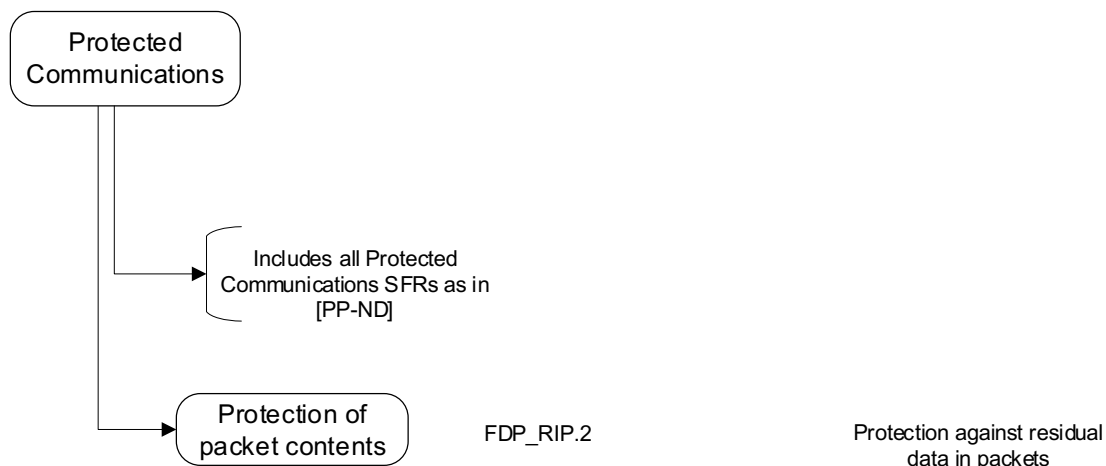 Protected
Communications
Includes all Protected
Communications SFRs as in
[PP-ND]
Protection of
packet contents
FDP_RIP.2
Protection against residual
data in packets